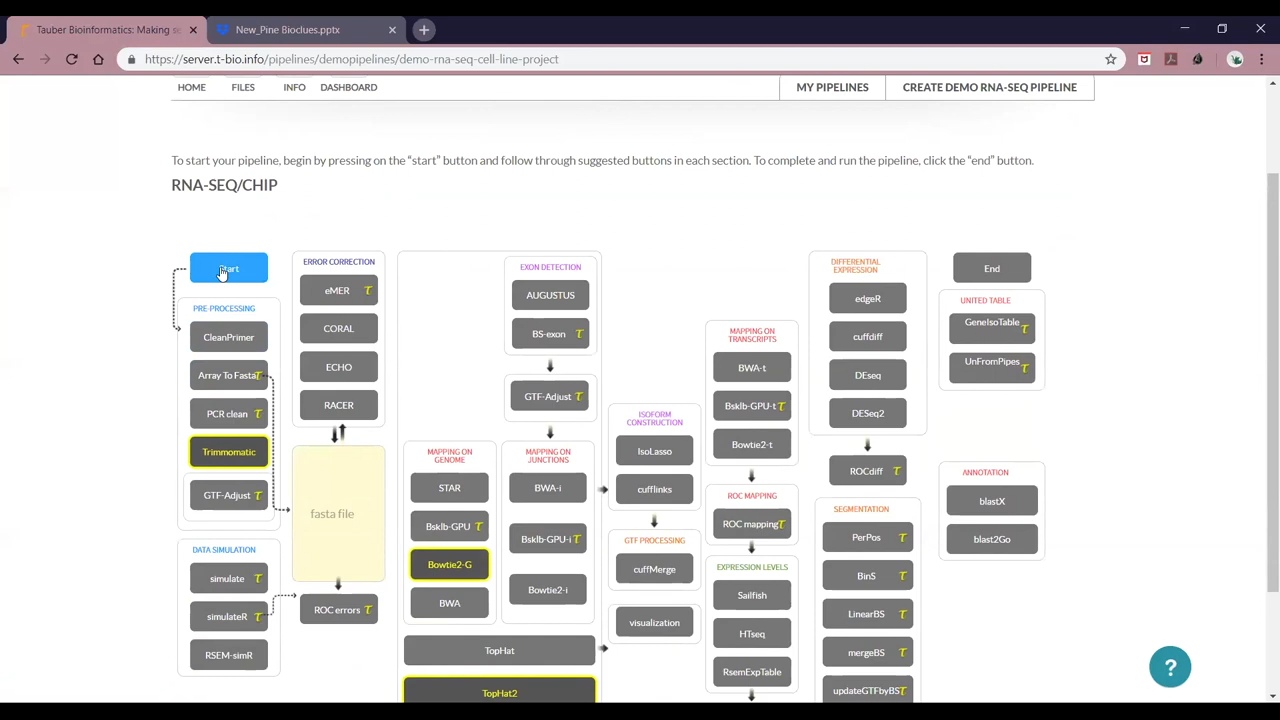 Tauber Bioinformatics: Making se
New_Pine Bioclues.pptx
https://server.t-bio.info/pipelines/demopipelines/demo-rna-seq-cell-line-project
HOME FILES INFO DASHBOARD MY PIPELINES CREATE DEMO RNA-SEQ PIPELINE
To start your pipeline, begin by pressing on the “start” button and follow through suggested buttons in each section. To complete and run the pipeline, click the “end” button.
RNA-SEQ/CHIP
Start
PRE-PROCESSING
CleanPrimer
Array To Fasta
PCR clean
Trimmomatic
GTF-Adjust
DATA SIMULATION
simulate
simulateR
RSEM-simR
ERROR CORRECTION
eMER
CORAL
ECHO
RACER
fasta file
ROC errors
MAPPING ON
GENOME
STAR
Bsklb-GPU
Bowtie2-G
BWA
TopHat
TopHat2
EXON DETECTION
AUGUSTUS
BS-exon
GTF-Adjust
MAPPING ON
JUNCTIONS
BWA-i
Bsklb-GPU-i
Bowtie2-i
ISOFORM
CONSTRUCTION
IsoLasso
cufflinks
GTF PROCESSING
cuffMerge
visualization
MAPPING ON
TRANSCRIPTS
BWA-t
Bsklb-GPU-t
Bowtie2-t
ROC MAPPING
ROC mapping
EXPRESSION LEVELS
Sailfish
HTseq
RsemExpTable
DIFFERENTIAL
EXPRESSION
edgeR
cuffdiff
DEseq
DESeq2
ROCdiff
SEGMENTATION
PerPos
BinS
LinearBS
mergeBS
updateGTFbyBS
End
UNITED TABLE
GeneIsoTable
UnFromPipes
ANNOTATION
blastX
blast2Go
?